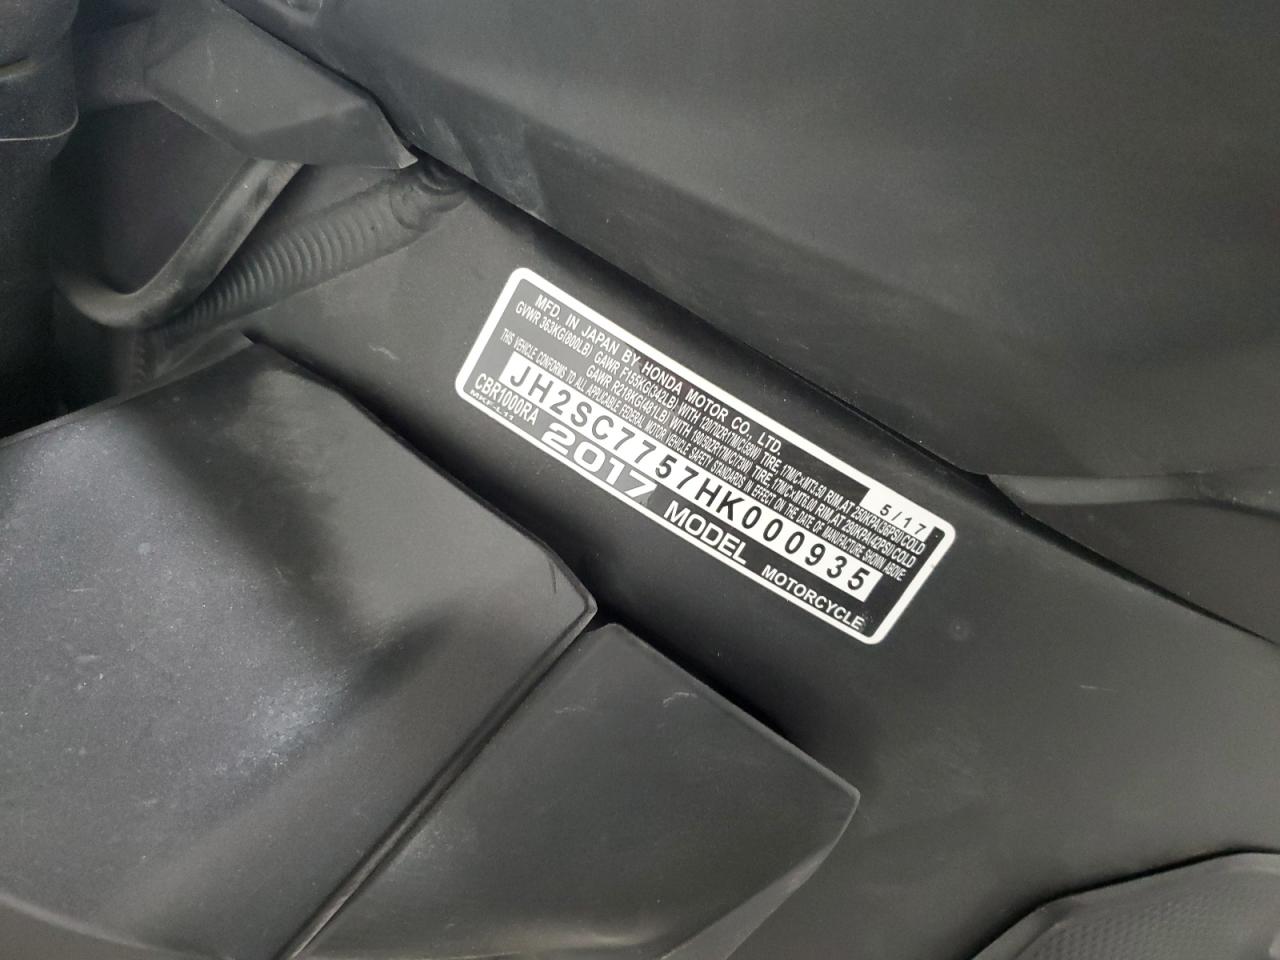 MFD. IN JAPAN BY HONDA MOTOR CO., LTD. 5/17
GVWR 363KG(800LB) GAWR F155KG(342LB) WITH 120/70ZR17M/C(58W) TIRE, 17M/C×MT3.50 RIM,AT 250KPA(36PSI)COLD
GAWR R218KG(481LB) WITH 190/50ZR17M/C(73W) TIRE, 17M/C×MT6.00 RIM,AT 290KPA(42PSI)COLD
THIS VEHICLE CONFORMS TO ALL APPLICABLE FEDERAL MOTOR VEHICLE SAFETY STANDARDS IN EFFECT ON THE DATE OF MANUFACTURE SHOWN ABOVE.
JH2SC7757HK000935
CBR1000RA 2017 MODEL MOTORCYCLE
MKF-L11